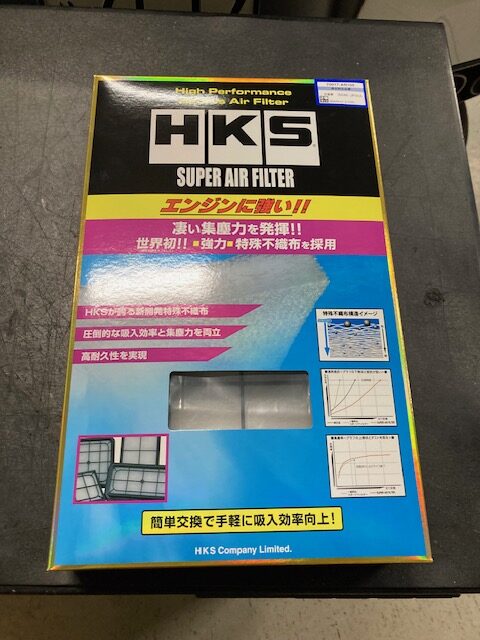 High Performance
Air Filter
HKS
SUPER AIR FILTER
エンジンに強い!!
凄い集塵力を発揮!!
世界初!! ■強力■ 特殊不織布を採用
HKSが誇る新開発特殊不織布
圧倒的な吸入効率と集塵力を両立
高耐久性を実現
特殊不織布構造イメージ
簡単交換で手軽に吸入効率向上!
HKS Company Limited.